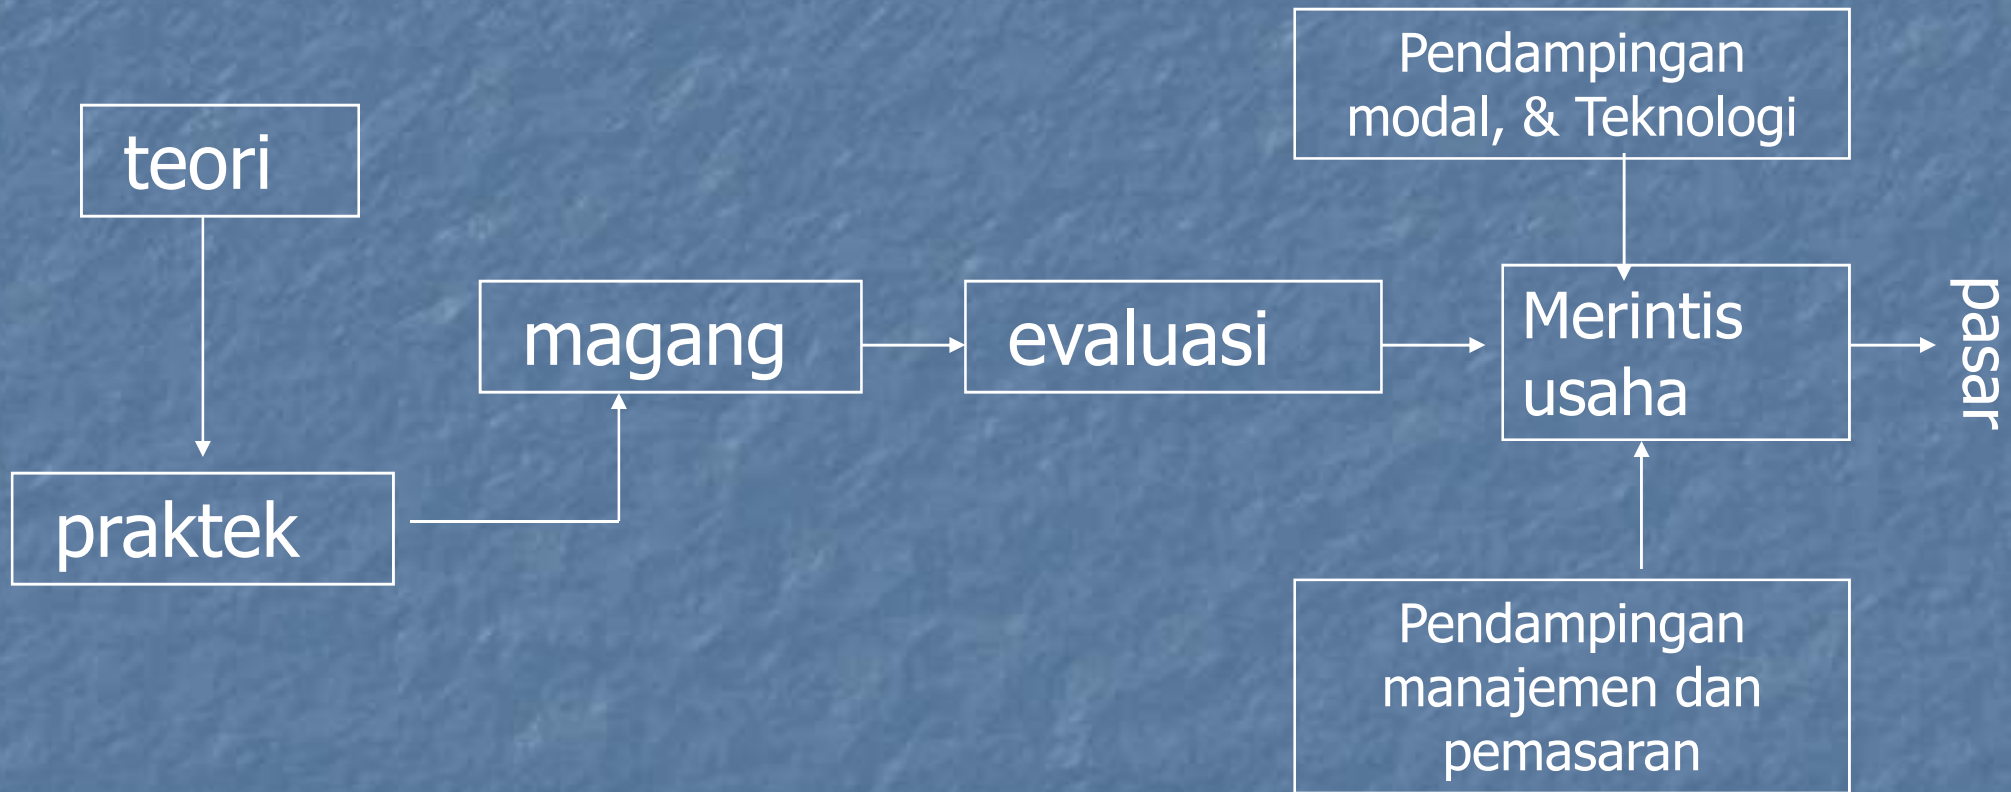 teori
praktek
magang
evaluasi
Pendampingan
modal, & Teknologi
Merintis
usaha
Pendampingan
manajemen dan
pemasaran
pasar